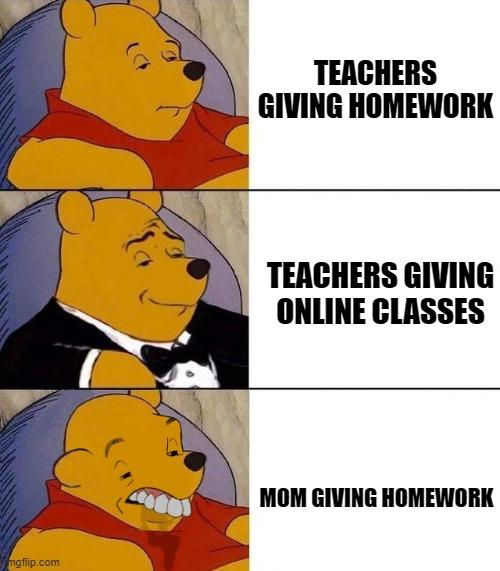 TEACHERS
GIVING HOMEWORK
TEACHERS GIVING
ONLINE CLASSES
MOM GIVING HOMEWORK
imgflip.com